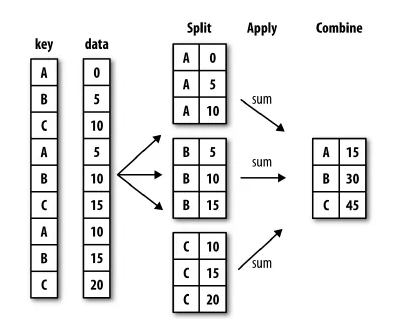 Split Apply Combine
key data
A 0
B 5
C 10
A 5
B 10
C 15
A 10
B 15
C 20
A 0
A 5
A 10
B 5
B 10
B 15
C 10
C 15
C 20
sum
sum
sum
A 15
B 30
C 45